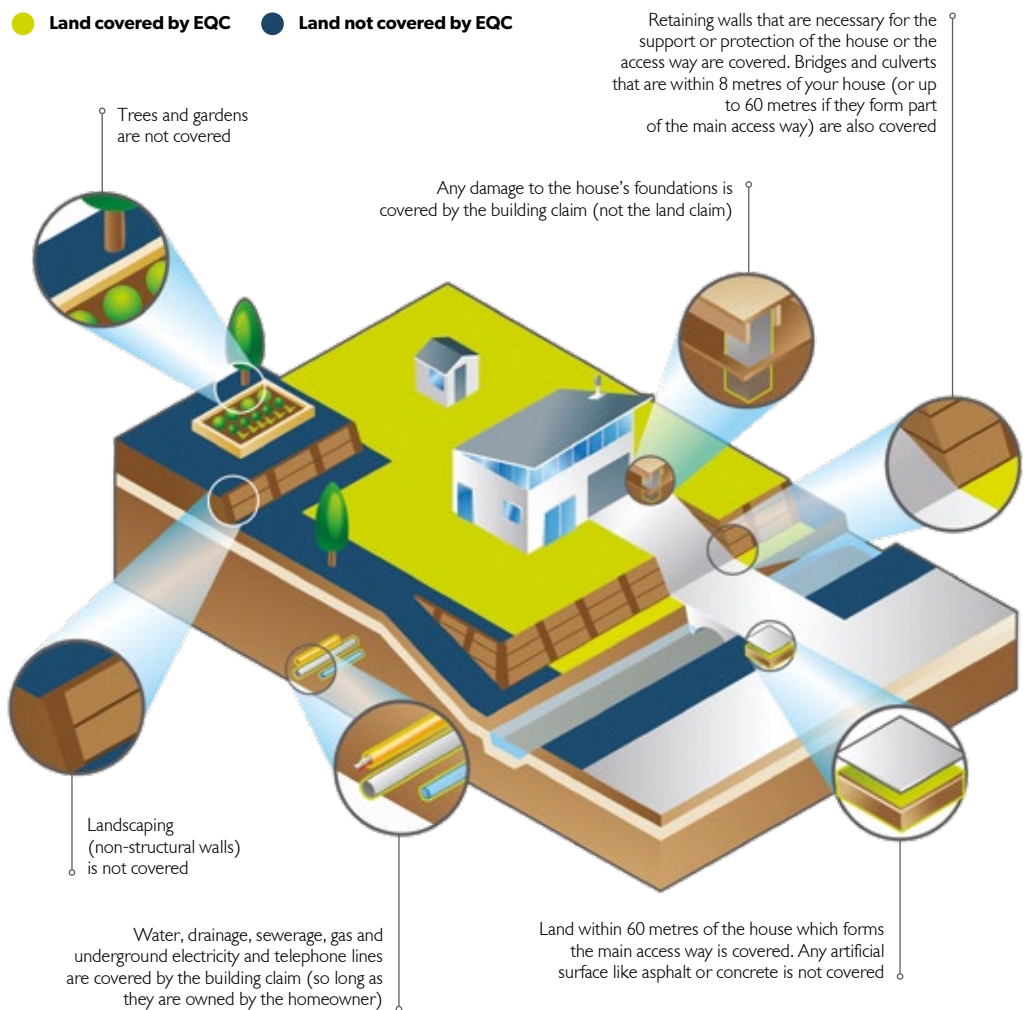 Land covered by EQC
Land not covered by EQC
Retaining walls that are necessary for the
support or protection of the house or the
access way are covered. Bridges and culverts
that are within 8 metres of your house (or up
to 60 metres if they form part
of the main access way) are also covered
Trees and gardens
are not covered
Any damage to the house’s foundations is
covered by the building claim (not the land claim)
Landscaping
(non-structural walls)
is not covered
Water, drainage, sewerage, gas and
underground electricity and telephone lines
are covered by the building claim (so long as
they are owned by the homeowner)
Land within 60 metres of the house which forms
the main access way is covered. Any artificial
surface like asphalt or concrete is not covered